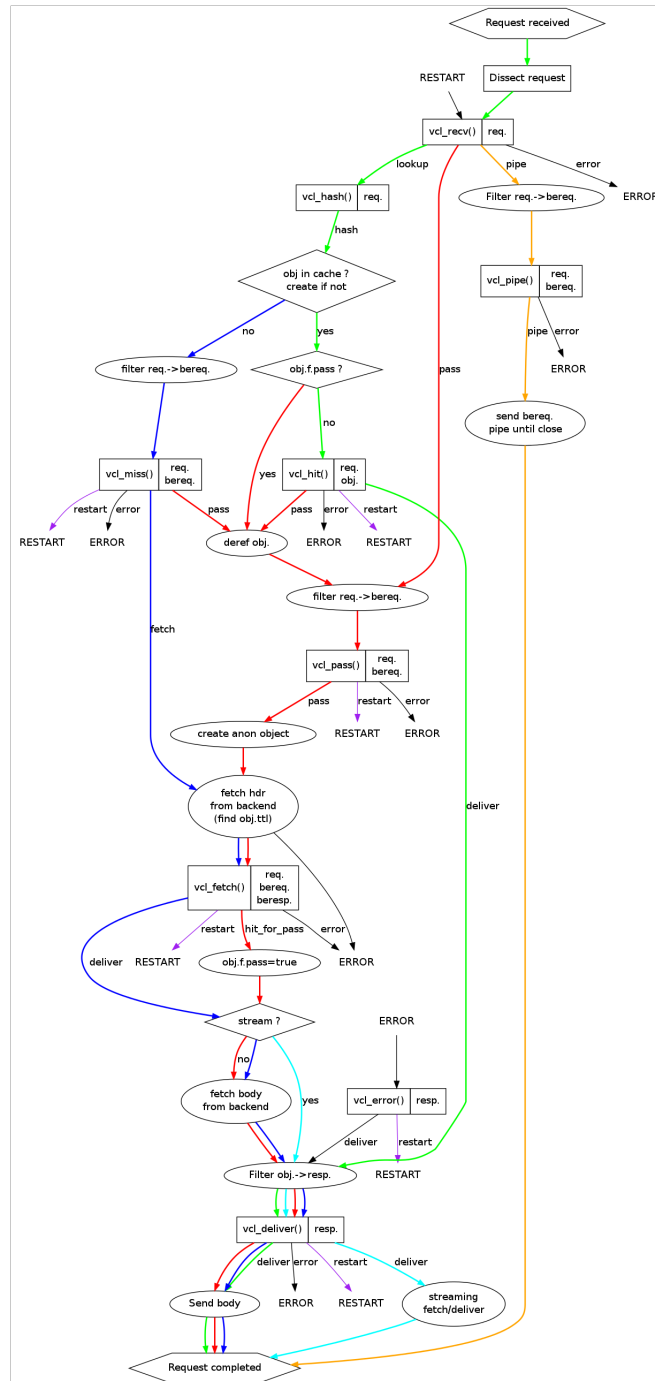 Request received
Dissect request
RESTART
vcl_recv() req.
lookup
pass
pipe
error
ERROR
vcl_hash() req.
hash
Filter req.->bereq.
obj in cache ?
create if not
no
yes
vcl_pipe()
req.
bereq.
pipe
error
ERROR
filter req.->bereq.
obj.f.pass ?
yes
no
send bereq.
pipe until close
vcl_miss()
req.
bereq.
restart
error
fetch
pass
RESTART
ERROR
vcl_hit()
req.
obj.
pass
error
restart
deliver
ERROR
RESTART
deref obj.
filter req.->bereq.
vcl_pass()
req.
bereq.
pass
restart
error
RESTART
ERROR
create anon object
fetch hdr
from backend
(find obj.ttl)
vcl_fetch()
req.
bereq.
beresp.
deliver
restart
hit_for_pass
error
RESTART
obj.f.pass=true
ERROR
stream ?
no
yes
ERROR
fetch body
from backend
vcl_error() resp.
deliver
restart
RESTART
Filter obj.->resp.
vcl_deliver() resp.
deliver
error
restart
deliver
Send body
ERROR
RESTART
streaming
fetch/deliver
Request completed